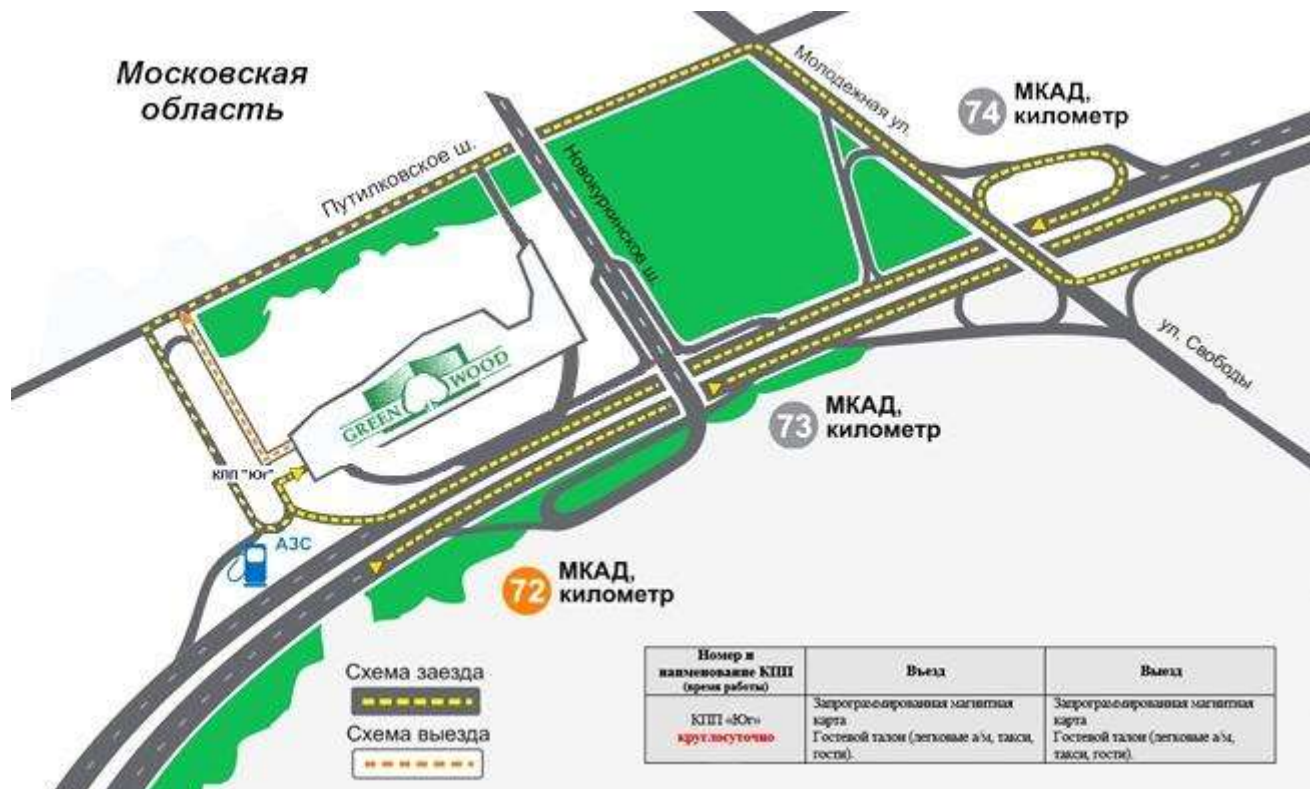 Московская
область
Молодежная ул.
74
МКАД,
километр
Путилковское ш.
Новокуркинское ш.
GREEN WOOD
ул. Свободы
73
МКАД,
километр
КПП "Юг"
АЗС
72
МКАД,
километр
Схема заезда
Схема выезда
Номер и
наименование КПП
(время работы)
Въезд
Выезд
КПП «Юг»
круглосуточно
Запрограммированная магнитная
карта
Гостевой талон (легковые а/м, такси,
гости).
Запрограммированная магнитная
карта
Гостевой талон (легковые а/м,
такси, гости).